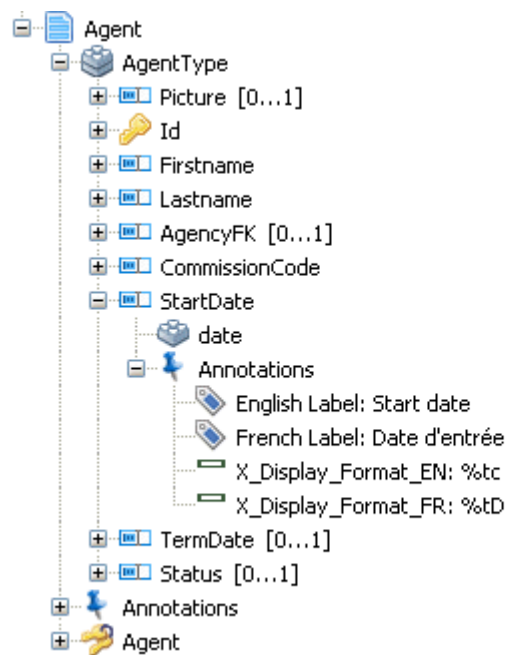 Agent
AgentType
Picture [0...1]
Id
Firstname
Lastname
AgencyFK [0...1]
CommissionCode
StartDate
date
Annotations
English Label: Start date
French Label: Date d'entrée
X_Display_Format_EN: %tc
X_Display_Format_FR: %tD
TermDate [0...1]
Status [0...1]
Annotations
Agent